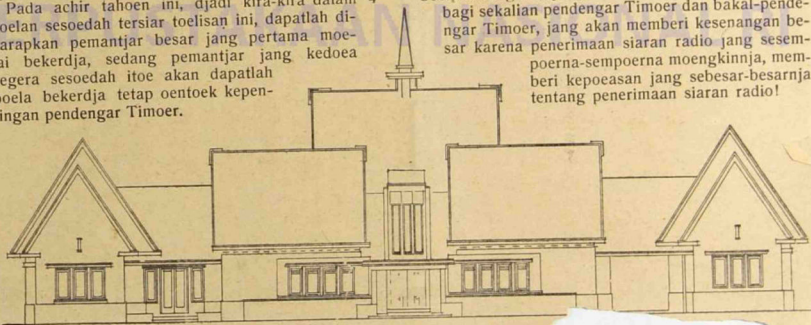 Pada achir tahoen ini, djadi kira-kira dalam
oelan sesoedah tersiar toelisan ini, dapatlah di-
arapkan pemantjar besar jang pertama moe-
ai bekerdja, sedang pemantjar jang kedoea
egera sesoedah itoe akan dapatlah
oela bekerdja tetap oentoek kepen-
ingan pendengar Timoer.
bagi sekalian pendengar Timoer dan bakal-pende-
ngar Timoer, jang akan memberi kesenangan be-
sar karena penerimaan siaran radio jang sesem-
poerna-sempoerna moengkinnja, mem-
beri kepoeasan jang sebesar-besarnja
tentang penerimaan siaran radio!